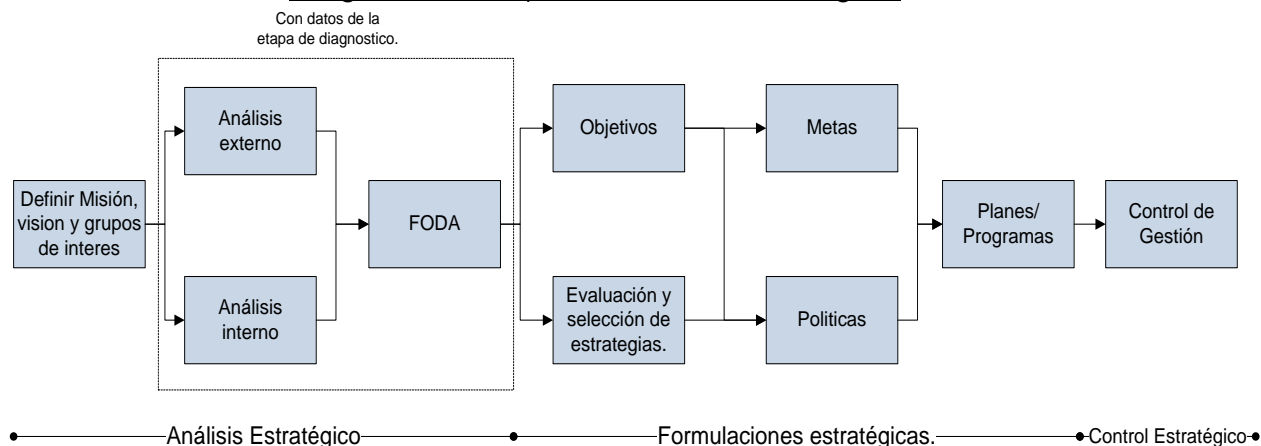 Con datos de la
etapa de diagnostico.
Análisis
externo
Objetivos
Metas
Definir Misión,
vision y grupos
de interes
FODA
Planes/
Programas
Control de
Gestión
Análisis
interno
Evaluación y
selección de
estrategias.
Politicas
Análisis Estratégico
Formulaciones estratégicas.
Control Estratégico